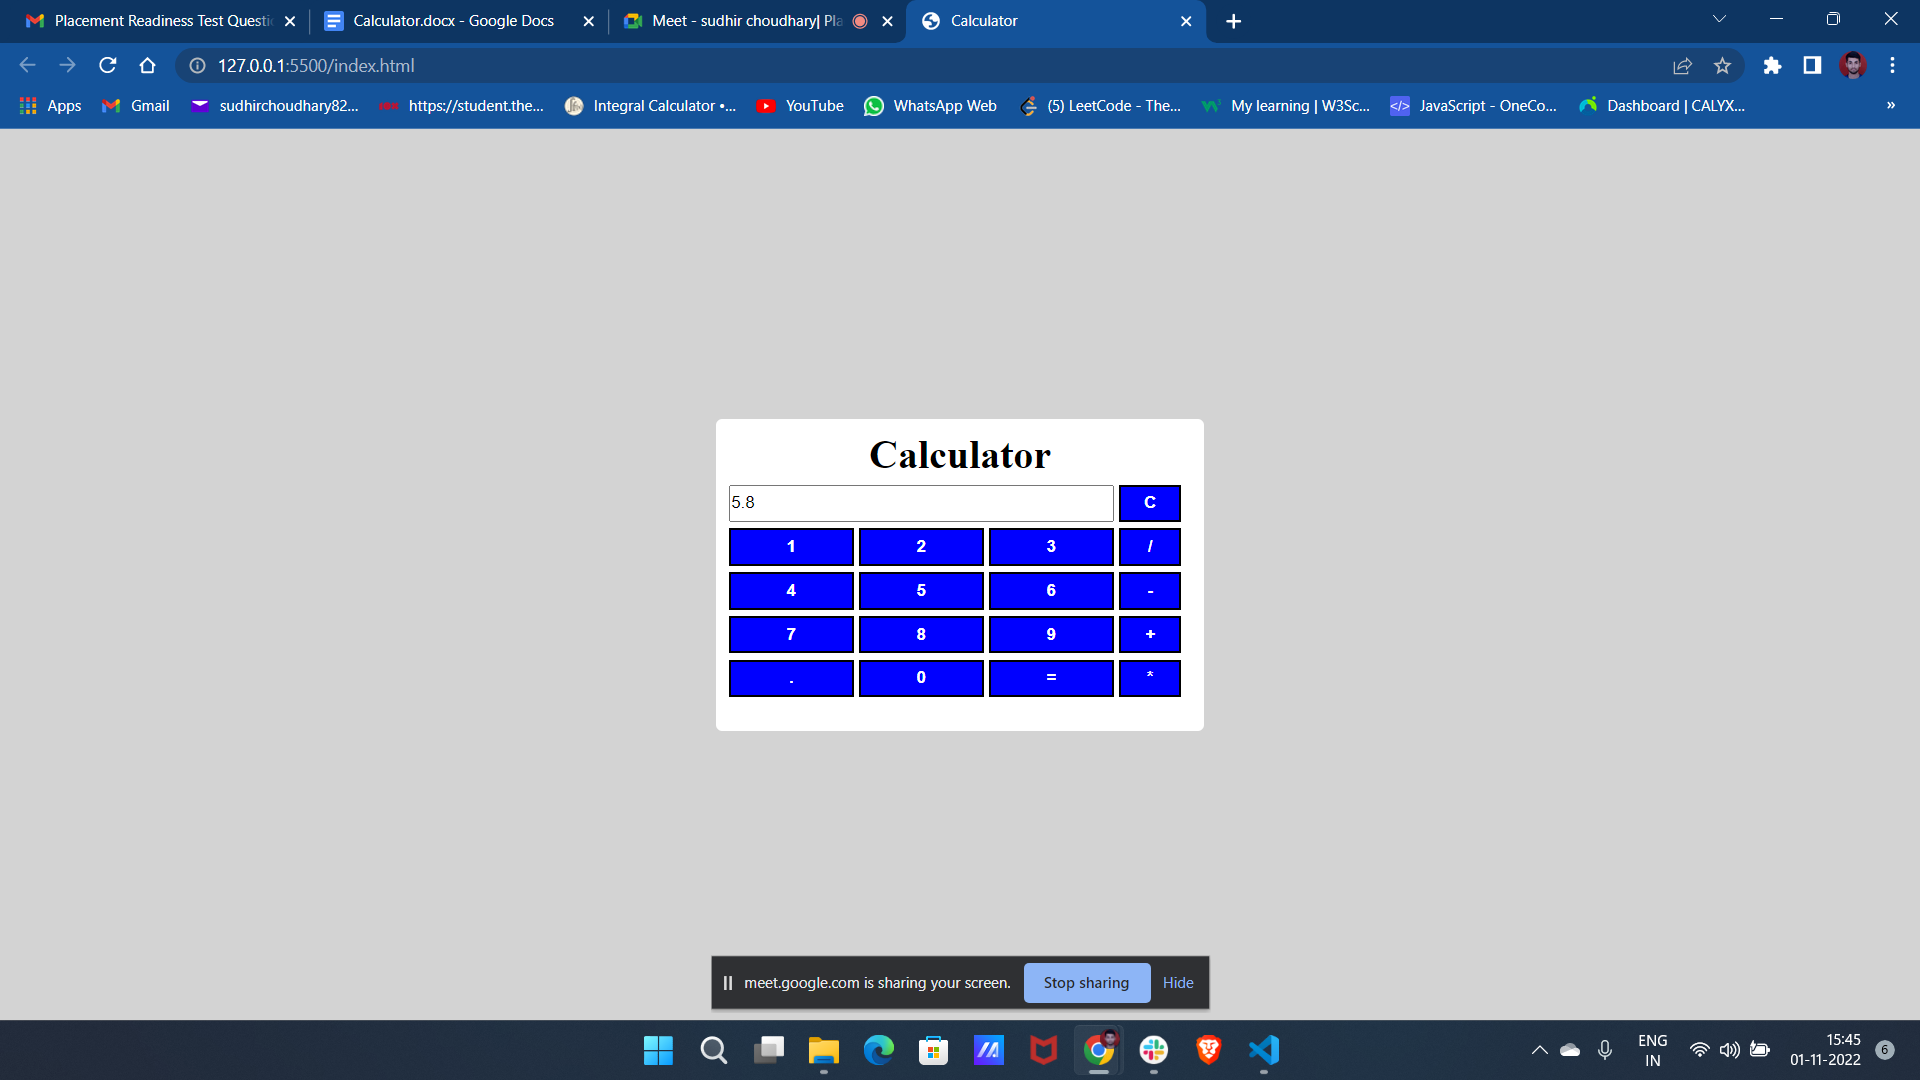 Placement Readiness Test Questi
Calculator.docx - Google Docs
Meet - sudhir choudhary| Pla
Calculator
127.0.0.1:5500/index.html
Apps
Gmail
sudhirchoudhary82...
https://student.the...
Integral Calculator •...
YouTube
WhatsApp Web
(5) LeetCode - The...
My learning | W3Sc...
JavaScript - OneCo...
Dashboard | CALYX...
»
Calculator
5.8 C
1 2 3 /
4 5 6 -
7 8 9 +
. 0 = *
meet.google.com is sharing your screen. Stop sharing Hide
ENG
IN
15:45
01-11-2022
6